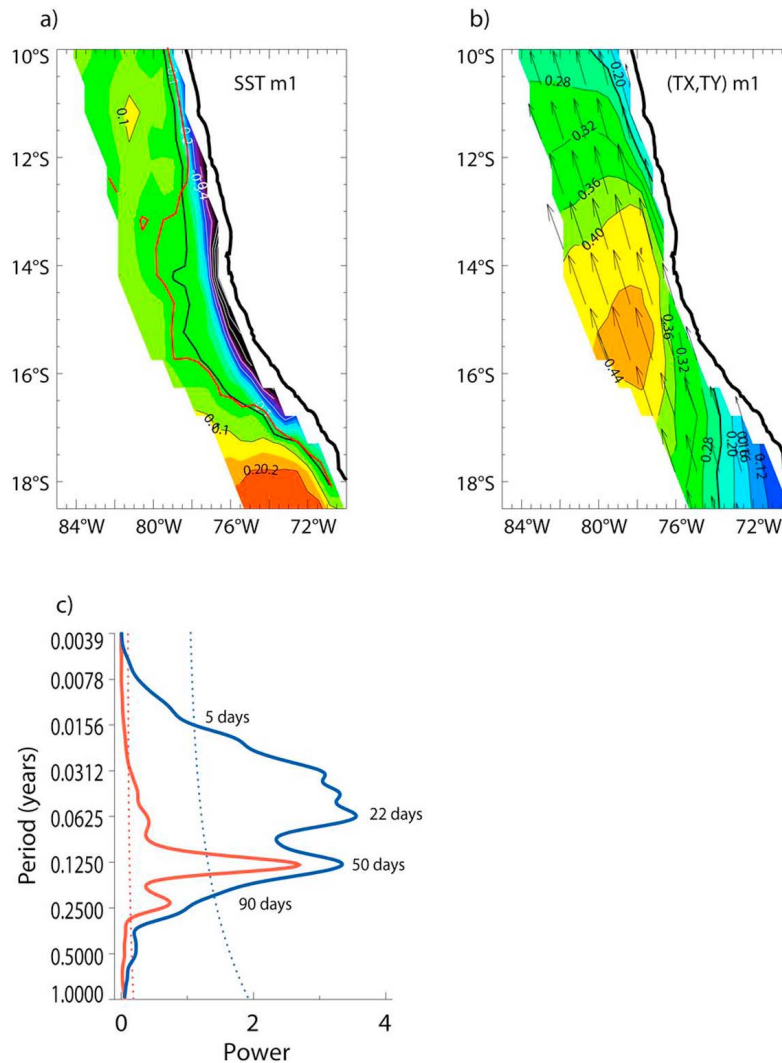 a)
SST m1
10°S
12°S
14°S
16°S
18°S
84°W
80°W
76°W
72°W
0.1
0.2
0.4
0.1
0.20.2
b)
(TX,TY) m1
10°S
12°S
14°S
16°S
18°S
84°W
80°W
76°W
72°W
0.28
0.20
0.32
0.36
0.40
0.44
0.36
0.32
0.28
0.20
0.16
0.12
c)
Period (years)
0.0039
0.0078
0.0156
0.0312
0.0625
0.1250
0.2500
0.5000
1.0000
5 days
22 days
50 days
90 days
0
2
4
Power